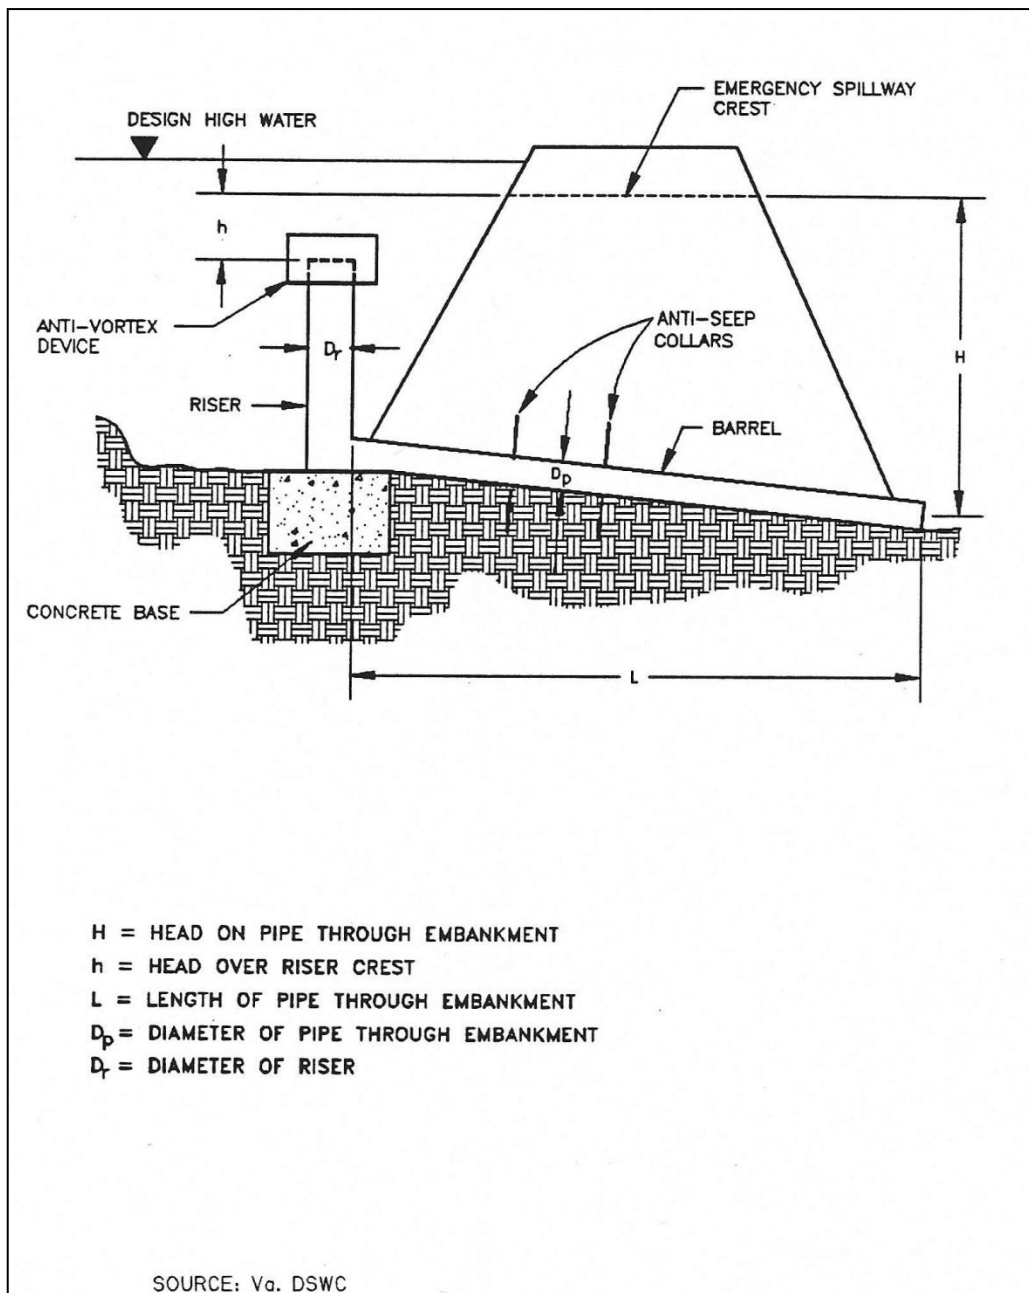 EMERGENCY SPILLWAY
CREST
DESIGN HIGH WATER
h
ANTI-VORTEX
DEVICE
Dr
ANTI-SEEP
COLLARS
H
RISER
BARREL
Dp
CONCRETE BASE
L
H = HEAD ON PIPE THROUGH EMBANKMENT
h = HEAD OVER RISER CREST
L = LENGTH OF PIPE THROUGH EMBANKMENT
Dp = DIAMETER OF PIPE THROUGH EMBANKMENT
Dr = DIAMETER OF RISER
SOURCE: Va. DSWC